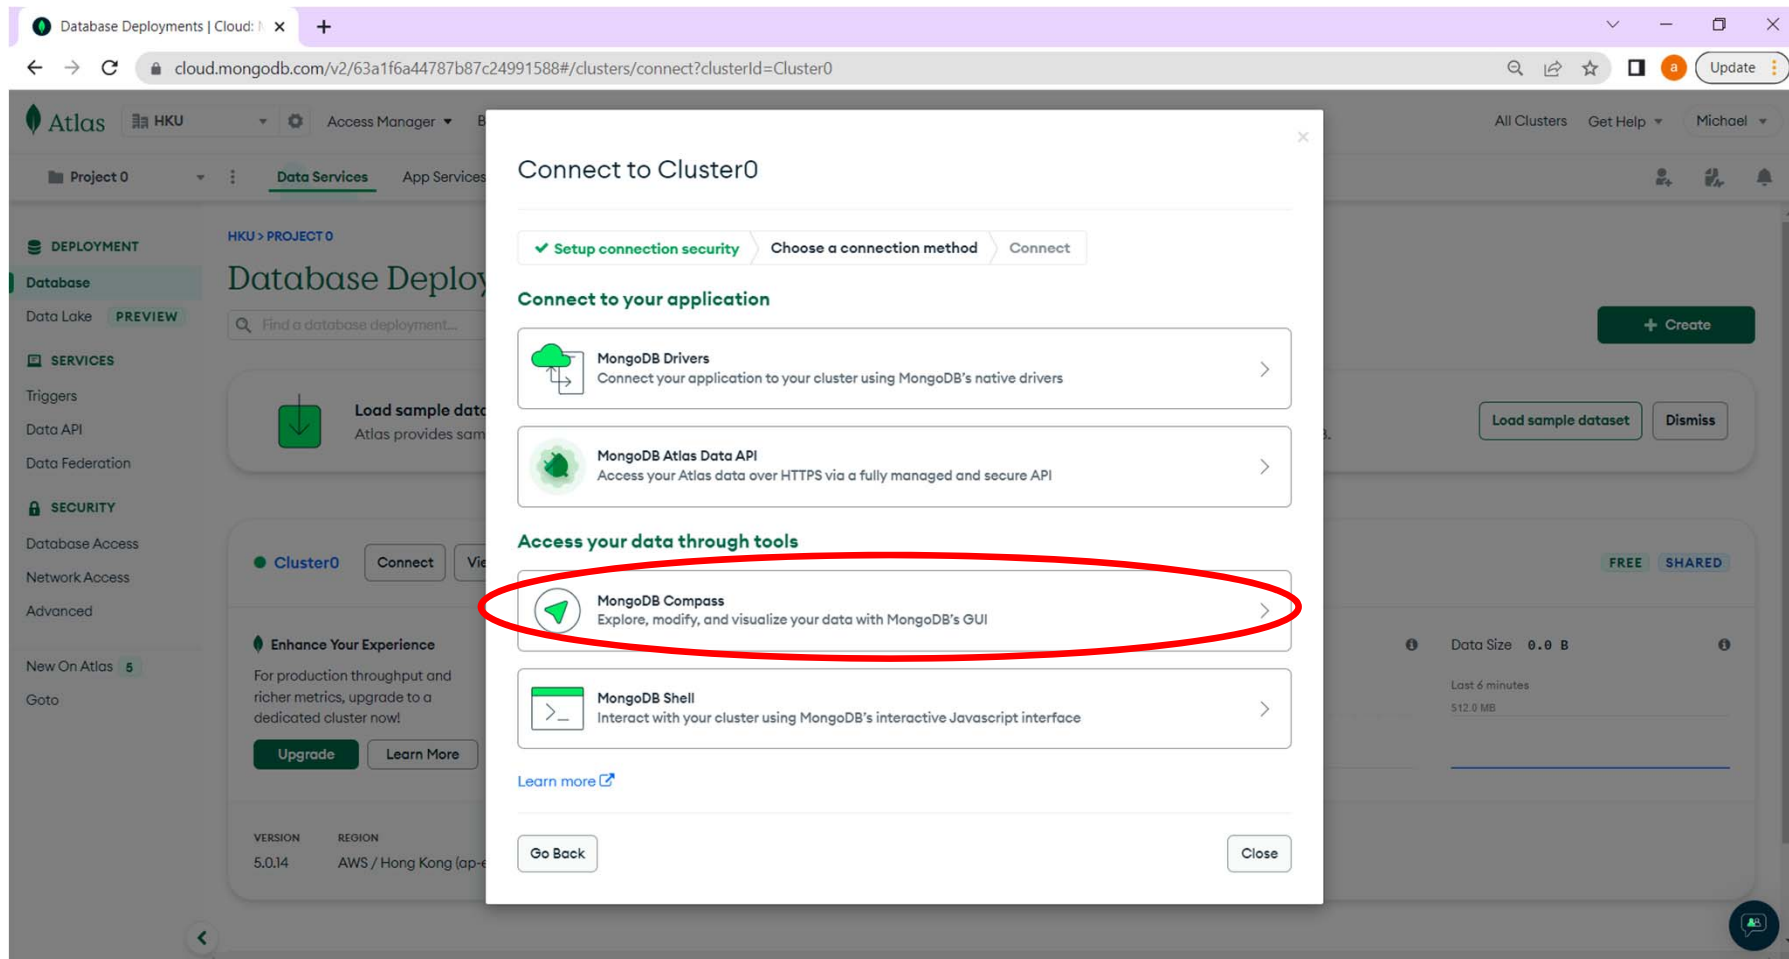 Database Deployments | Cloud:
cloud.mongodb.com/v2/63a1f6a44787b87c24991588#/clusters/connect?clusterId=Cluster0
a
Update
Atlas
HKU
Access Manager
B
All Clusters
Get Help
Michael
Project 0
Data Services
App Services
DEPLOYMENT
Database
Data Lake PREVIEW
SERVICES
Triggers
Data API
Data Federation
SECURITY
Database Access
Network Access
Advanced
New On Atlas 5
Goto
HKU > PROJECT 0
Database Deploy
Find a database deployment...
+ Create
Load sample data
Atlas provides sam
Load sample dataset
Dismiss
Cluster0
Connect
Vie
FREE SHARED
Enhance Your Experience
For production throughput and
richer metrics, upgrade to a
dedicated cluster now!
Upgrade
Learn More
Data Size 0.0 B
Last 6 minutes
512.0 MB
VERSION
5.0.14
REGION
AWS / Hong Kong (ap-e
Connect to Cluster0
Setup connection security
Choose a connection method
Connect
Connect to your application
MongoDB Drivers
Connect your application to your cluster using MongoDB's native drivers
MongoDB Atlas Data API
Access your Atlas data over HTTPS via a fully managed and secure API
Access your data through tools
MongoDB Compass
Explore, modify, and visualize your data with MongoDB's GUI
MongoDB Shell
Interact with your cluster using MongoDB's interactive Javascript interface
Learn more
Go Back
Close